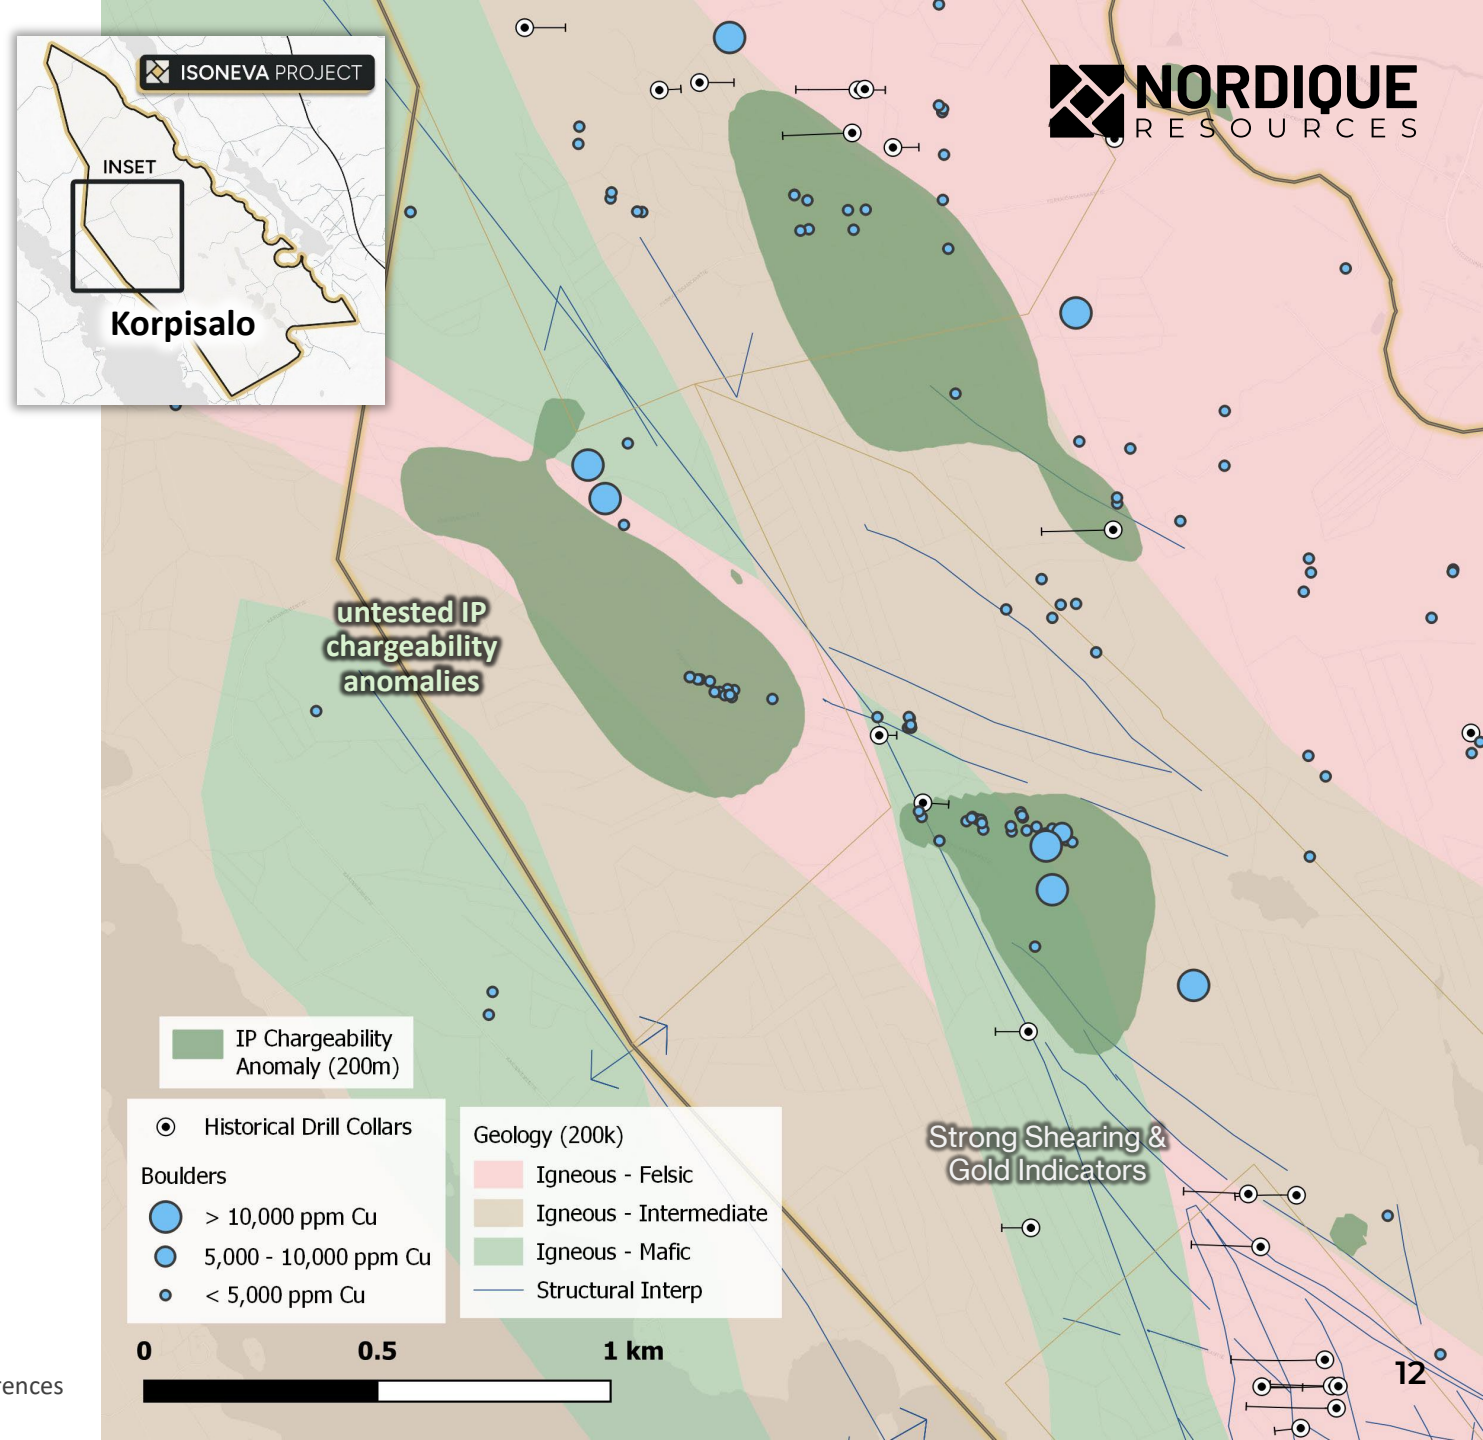 ISONEVA PROJECT
INSET
Korpisalo
NORDIQUE
RESOURCES
untested IP
chargeability
anomalies
IP Chargeability
Anomaly (200m)
Historical Drill Collars
Boulders
> 10,000 ppm Cu
5,000 - 10,000 ppm Cu
< 5,000 ppm Cu
Geology (200k)
Igneous - Felsic
Igneous - Intermediate
Igneous - Mafic
Structural Interp
Strong Shearing &
Gold Indicators
0 0.5 1 km
rences
12